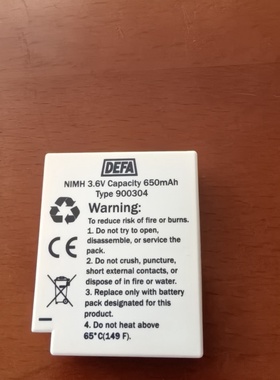 DEFA
NIMH 3.6V Capacity 650mAh
Type 900304
Warning:
To reduce risk of fire or burns.
1. Do not try to open,
disassemble, or service the
pack.
2. Do not crush, puncture,
short external contacts, or
dispose of in fire or water.
3. Replace only with battery
pack designated for this
product.
4. Do not heat above
65°C(149 F).
CE